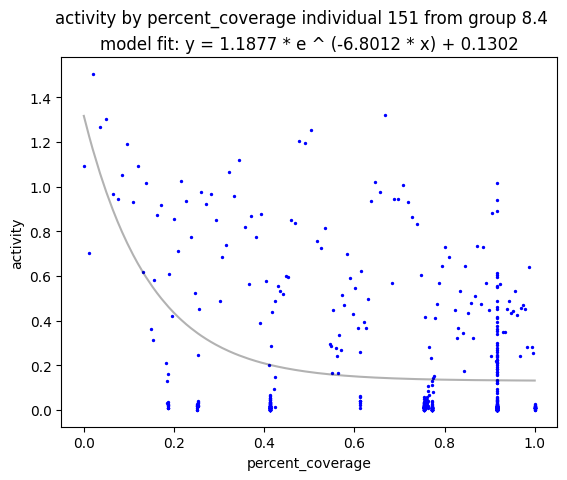 activity by percent_coverage individual 151 from group 8.4
model fit: y = 1.1877 * e ^ (-6.8012 * x) + 0.1302
1.4
1.2
1.0
0.8
0.6
0.4
0.2
0.0
activity
0.0 0.2 0.4 0.6 0.8 1.0
percent_coverage